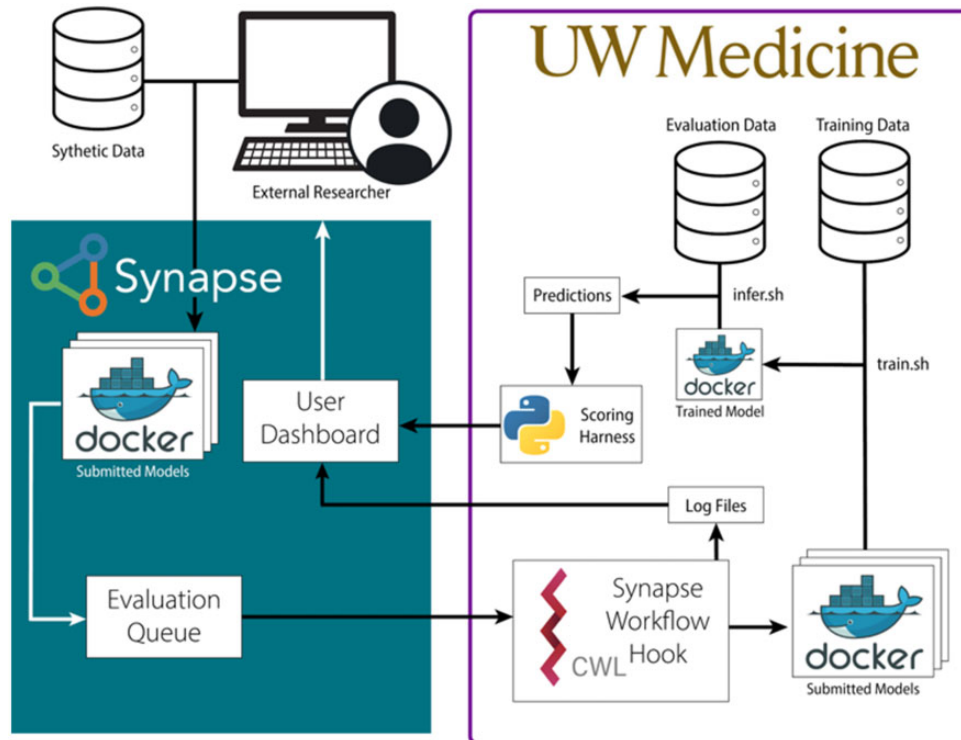 UW Medicine
Sythetic Data
External Researcher
Evaluation Data
Training Data
Synapse
Predictions
infer.sh
docker
Trained Model
train.sh
docker
Submitted Models
User
Dashboard
Scoring
Harness
Log Files
Evaluation
Queue
CWL
Synapse
Workflow
Hook
docker
Submitted Models